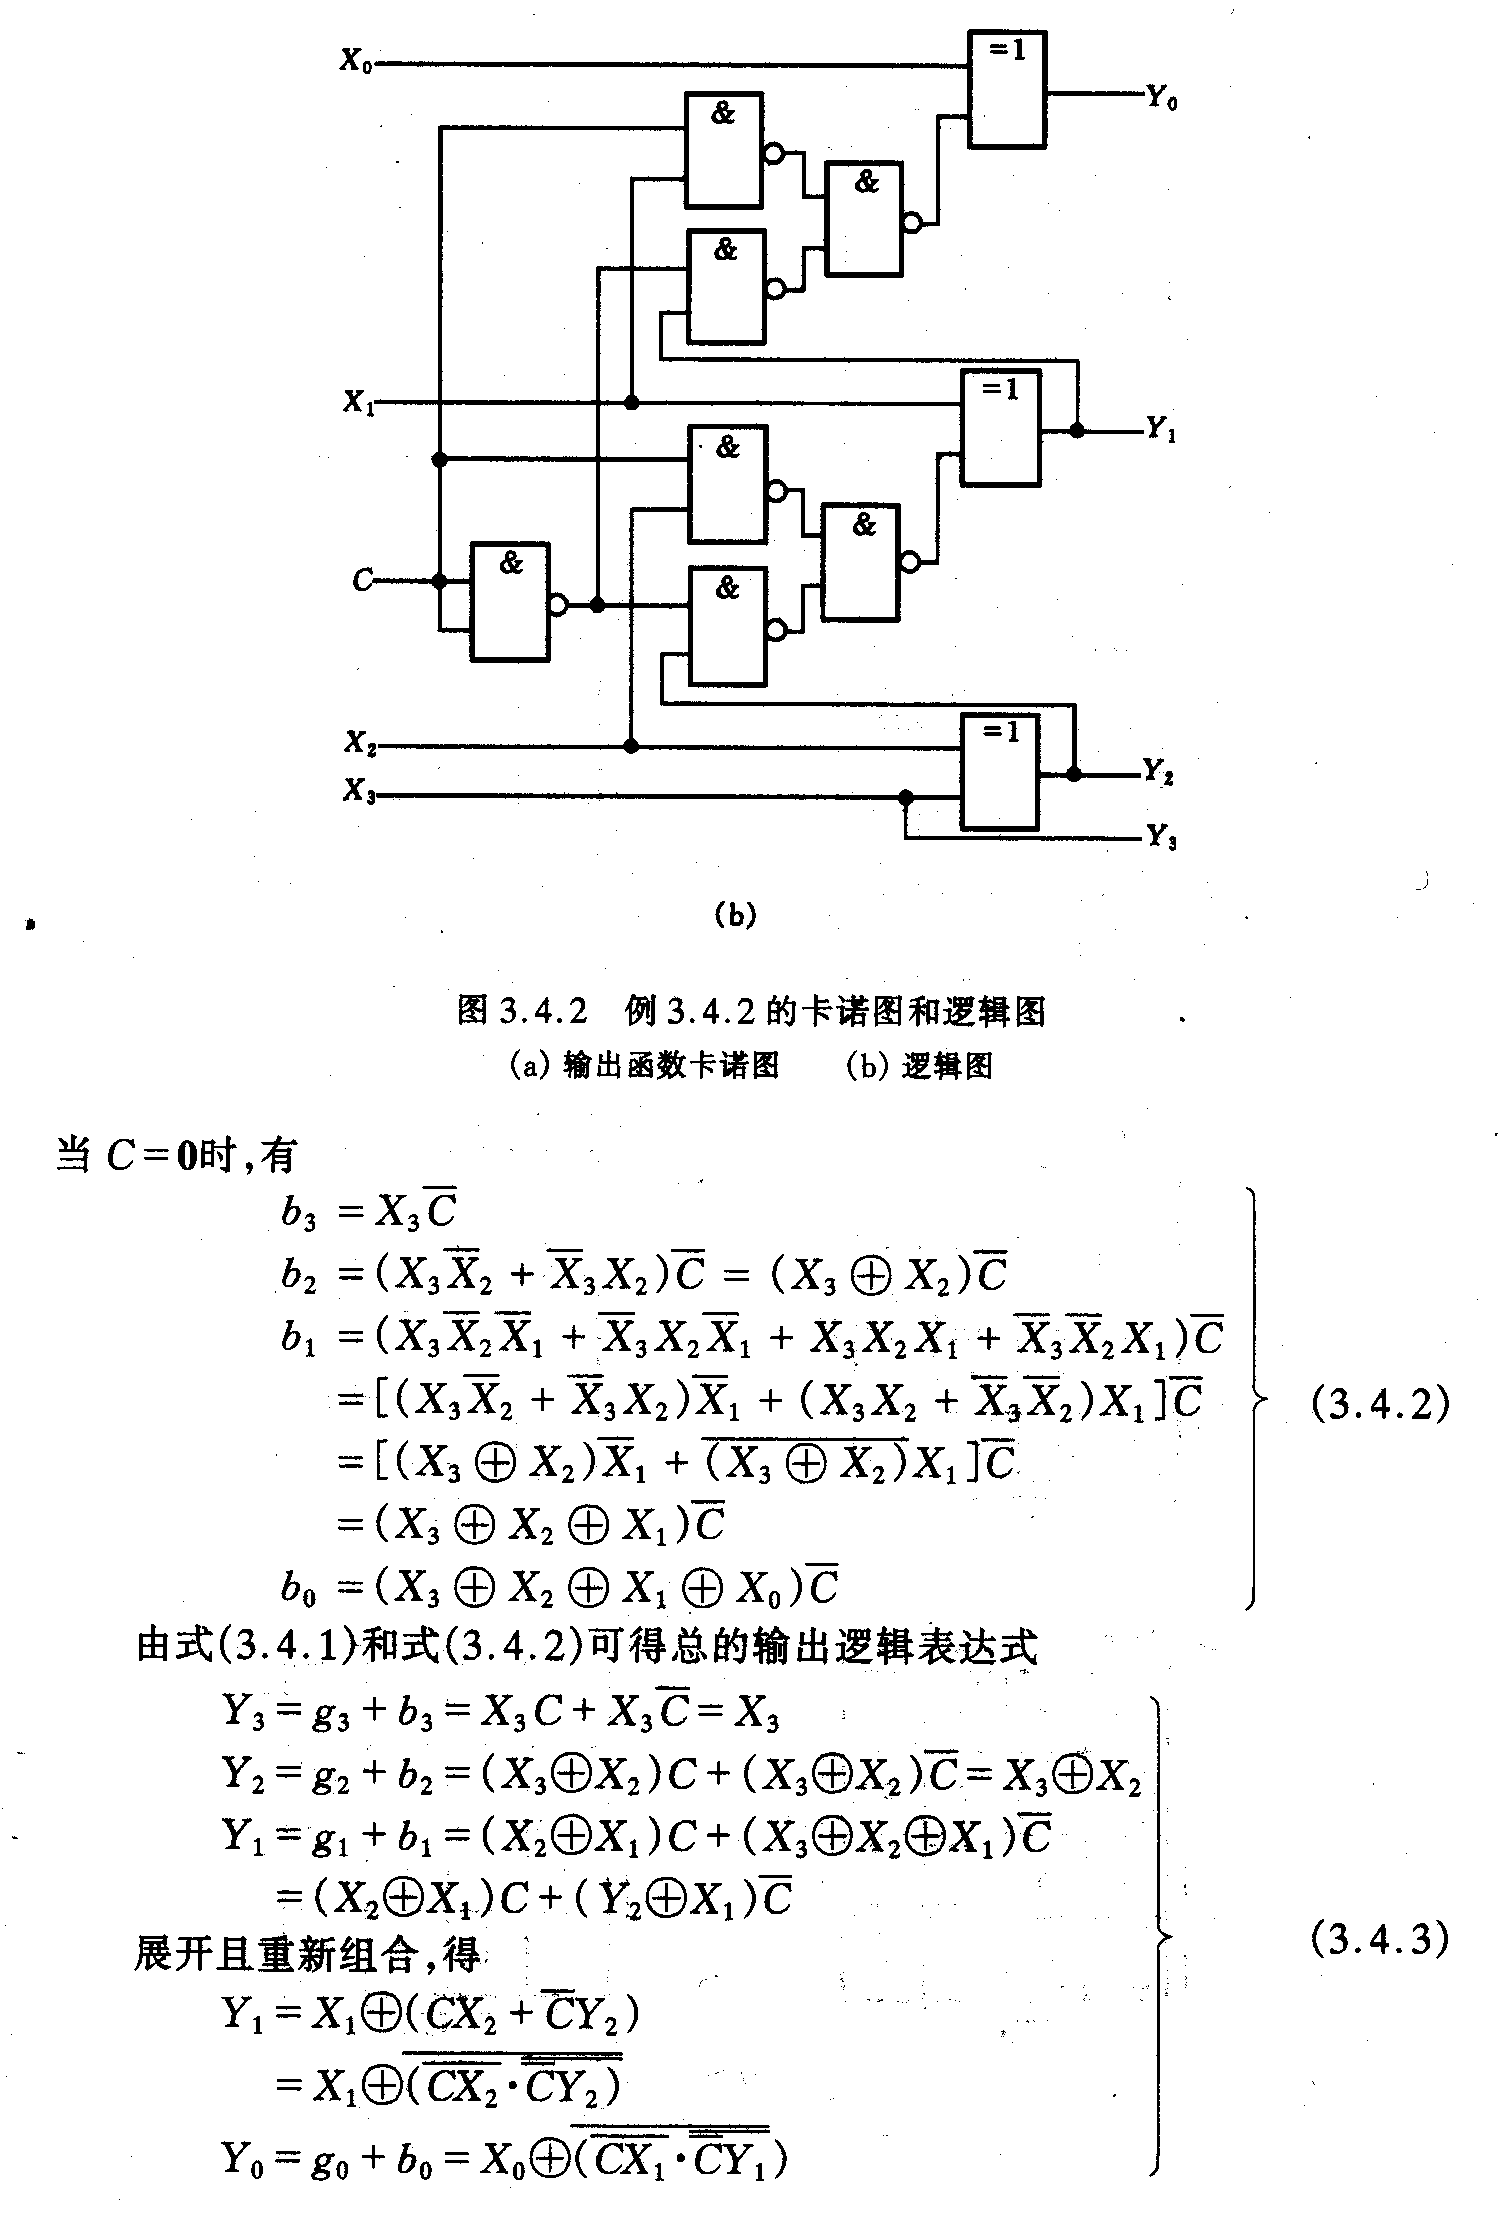 X₀
=1
Y₀
&
&
&
X₁
=1
Y₁
&
&
C
&
&
X₂
=1
Y₂
X₃
Y₃
(b)
图 3.4.2 例 3.4.2 的卡诺图和逻辑图
(a) 输出函数卡诺图 (b) 逻辑图
当 C=0时,有
b₃ = X₃C̅
b₂ = (X₃X̅₂ + X̅₃X₂)C̅ = (X₃⊕X₂)C̅
b₁ = (X₃X̅₂X̅₁ + X̅₃X₂X̅₁ + X₃X₂X₁ + X̅₃X̅₂X₁)C̅
= [(X₃X̅₂ + X̅₃X₂)X̅₁ + (X₃X₂ + X̅₃X̅₂)X₁]C̅
= [(X₃⊕X₂)X̅₁ + \overline{(X₃⊕X₂)}X₁]C̅
= (X₃⊕X₂⊕X₁)C̅
b₀ = (X₃⊕X₂⊕X₁⊕X₀)C̅
(3.4.2)
由式(3.4.1)和式(3.4.2)可得总的输出逻辑表达式
Y₃ = g₃ + b₃ = X₃C + X₃C̅ = X₃
Y₂ = g₂ + b₂ = (X₃⊕X₂)C + (X₃⊕X₂)C̅ = X₃⊕X₂
Y₁ = g₁ + b₁ = (X₂⊕X₁)C + (X₃⊕X₂⊕X₁)C̅
= (X₂⊕X₁)C + (Y₂⊕X₁)C̅
展开且重新组合,得
(3.4.3)
Y₁ = X₁⊕(CX₂ + C̅Y₂)
= X₁⊕\overline{(\overline{CX₂}·\overline{C̅Y₂})}
Y₀ = g₀ + b₀ = X₀⊕\overline{(\overline{CX₁}·\overline{C̅Y₁})}